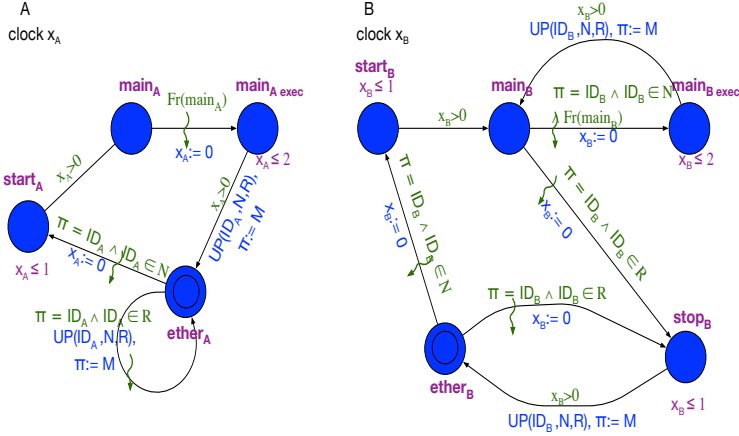 A
clock x_A
main_A
main_A exec
Fr(main_A)
x_A:= 0
x_A ≤ 2
x_A>0
start_A
x_A ≤ 1
x_A>0
UP(ID_A,N,R),
π:= M
π = ID_A ∧ ID_A ∈ N
x_A:= 0
ether_A
π = ID_A ∧ ID_A ∈ R
UP(ID_A,N,R),
π:= M
B
clock x_B
x_B>0
UP(ID_B,N,R), π:= M
start_B
x_B ≤ 1
main_B
main_B exec
π = ID_B ∧ ID_B ∈ N
x_B>0
Fr(main_B)
x_B:= 0
x_B ≤ 2
π = ID_B ∧ ID_B ∈ N
x_B:= 0
π = ID_B ∧ ID_B ∈ R
x_B:= 0
π = ID_B ∧ ID_B ∈ R
x_B:= 0
stop_B
x_B ≤ 1
ether_B
x_B>0
UP(ID_B,N,R), π:= M